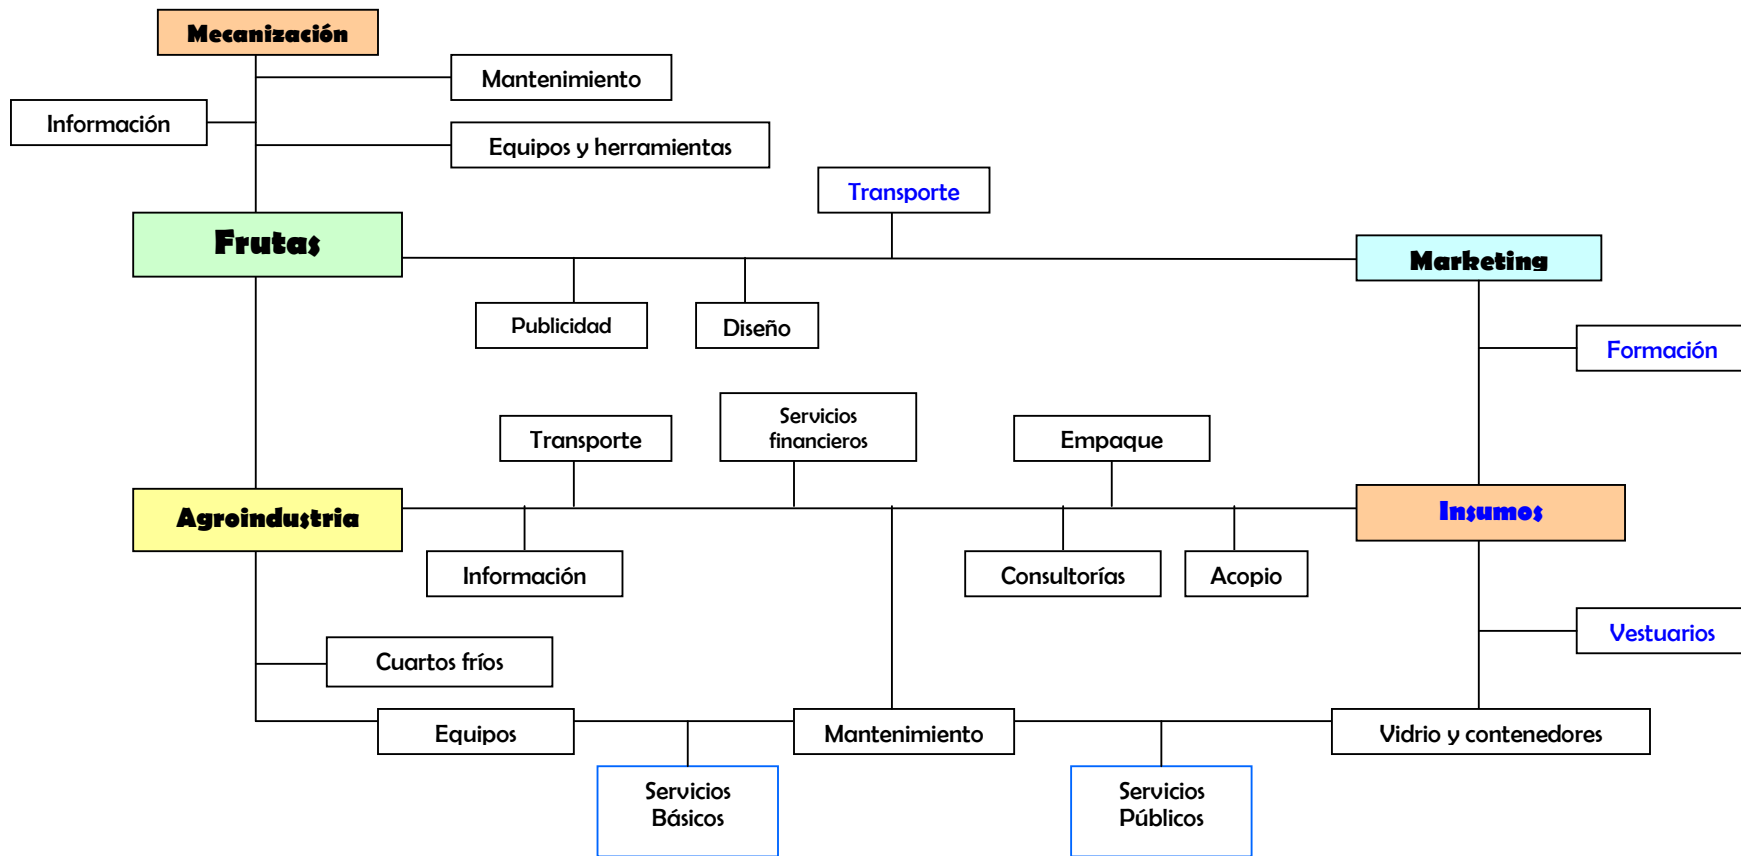 Mecanización
Mantenimiento
Información
Equipos y herramientas
Transporte
Frutas
Marketing
Publicidad
Diseño
Formación
Transporte
Servicios
financieros
Empaque
Agroindustria
Insumos
Información
Consultorías
Acopio
Cuartos fríos
Vestuarios
Equipos
Mantenimiento
Vidrio y contenedores
Servicios
Básicos
Servicios
Públicos